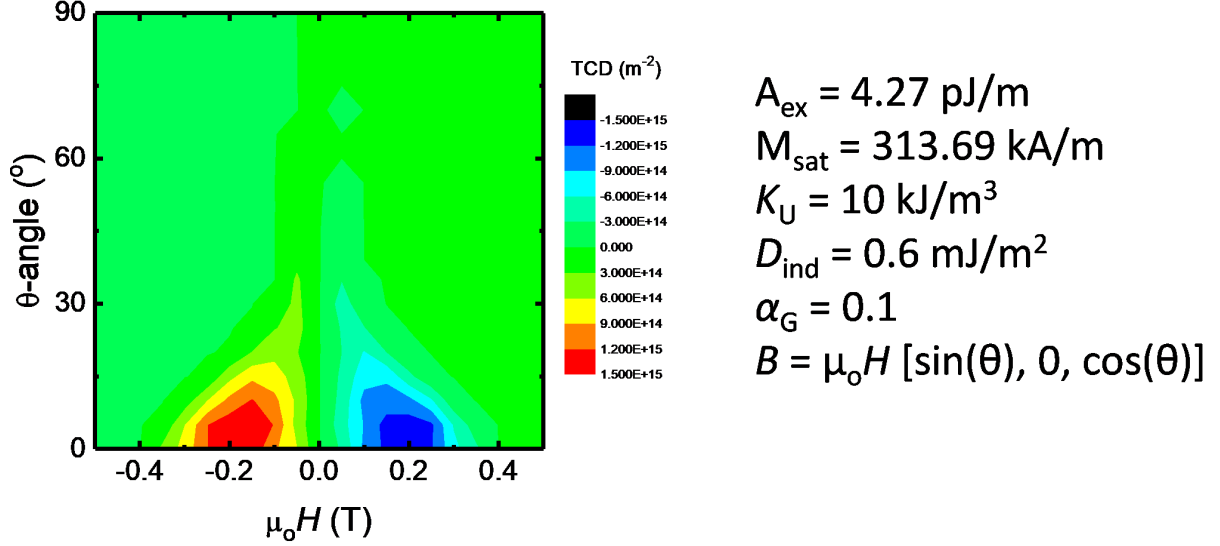 90
60
30
0
θ-angle (º)
-0.4 -0.2 0.0 0.2 0.4
μoH (T)
TCD (m-2)
-1.500E+15
-1.200E+15
-9.000E+14
-6.000E+14
-3.000E+14
0.000
3.000E+14
6.000E+14
9.000E+14
1.200E+15
1.500E+15
Aex = 4.27 pJ/m
Msat = 313.69 kA/m
KU = 10 kJ/m³
Dind = 0.6 mJ/m²
αG = 0.1
B = μoH [sin(θ), 0, cos(θ)]